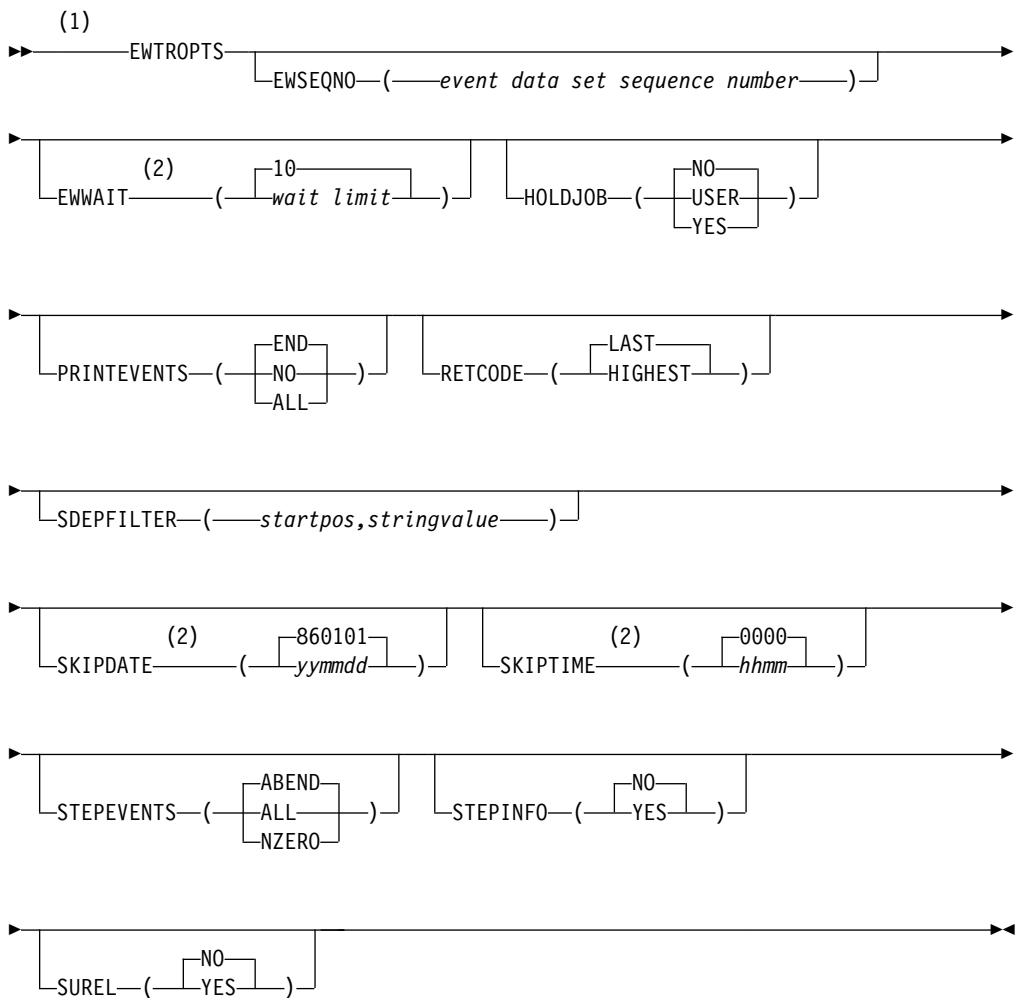 (1)
EWTROPTS
EWSEQNO ( event data set sequence number )
(2) 10 NO
EWWAIT ( wait limit ) HOLDJOB ( USER )
YES
END LAST
PRINTEVENTS ( NO ) RETCODE ( HIGHEST )
ALL
SDEPFILTER ( startpos,stringvalue )
(2) 860101 (2) 0000
SKIPDATE ( yymmdd ) SKIPTIME ( hhmm )
ABEND NO
STEPEVENTS ( ALL ) STEPINFO ( YES )
NZERO
NO
SUREL ( YES )